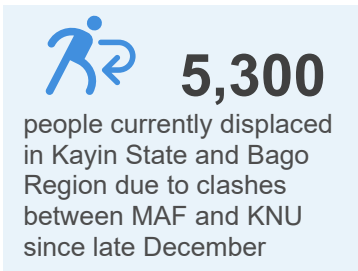 5,300
people currently displaced
in Kayin State and Bago
Region due to clashes
between MAF and KNU
since late December